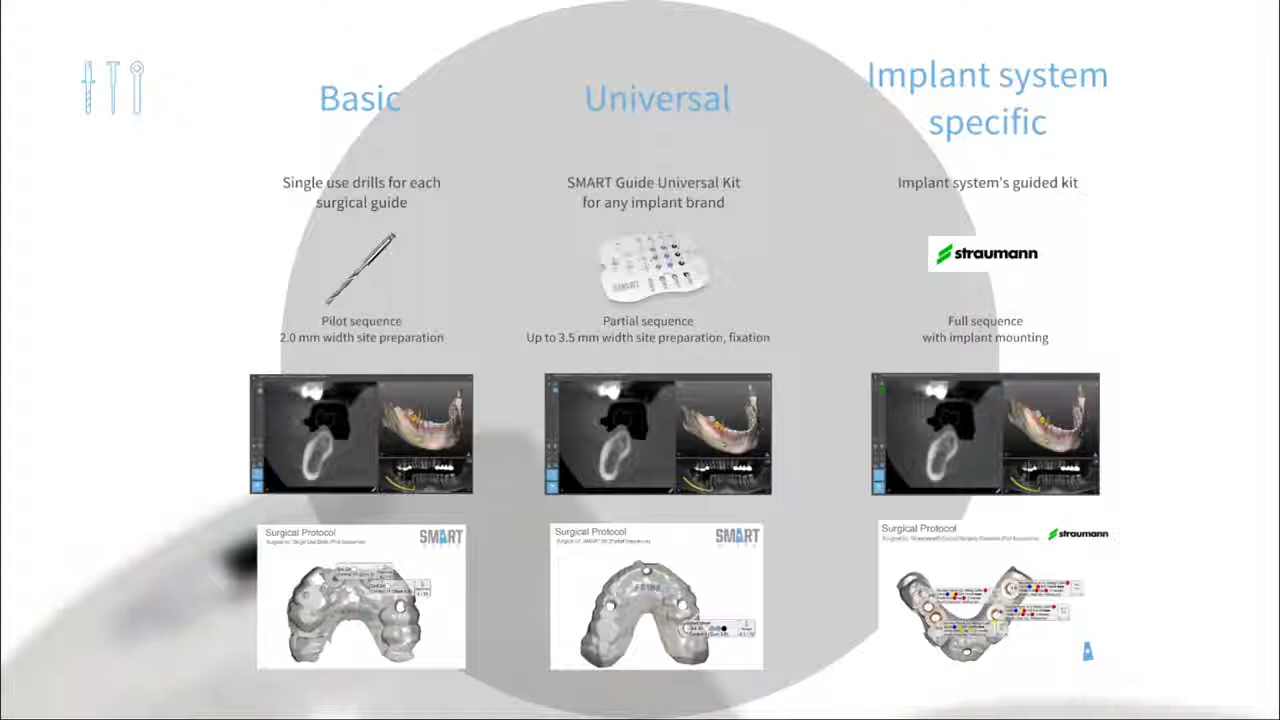 Basic
Universal
Implant system
specific
Single use drills for each
surgical guide
SMART Guide Universal Kit
for any implant brand
Implant system's guided kit
SMART
straumann
Pilot sequence
2.0 mm width site preparation
Partial sequence
Up to 3.5 mm width site preparation, fixation
Full sequence
with implant mounting
Surgical Protocol
SMART
Surgical Protocol
SMART
Surgical Protocol
straumann